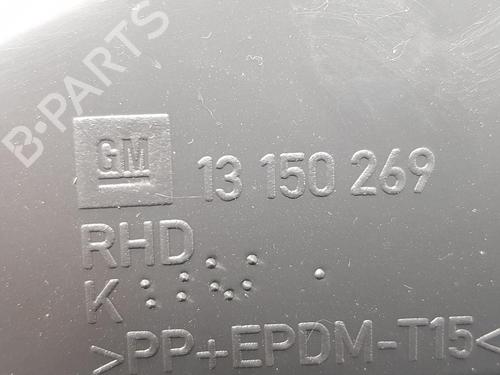 B-PARTS
GM 13 150 269
RHD
K
>PP+EPDM-T15<